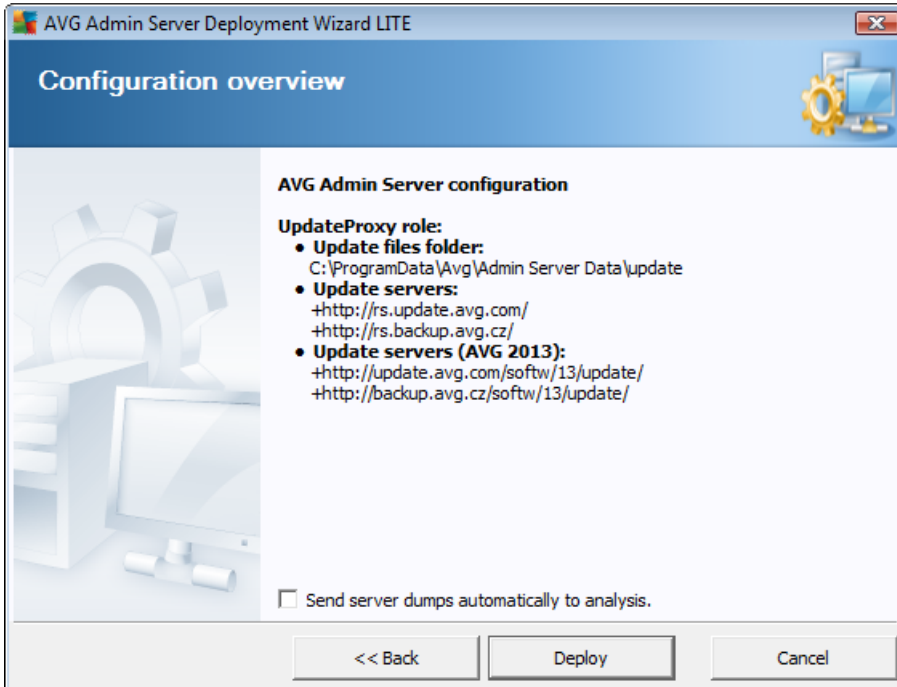 AVG Admin Server Deployment Wizard LITE
Configuration overview
AVG Admin Server configuration
UpdateProxy role:
• Update files folder:
C:\ProgramData\Avg\Admin Server Data\update
• Update servers:
+http://rs.update.avg.com/
+http://rs.backup.avg.cz/
• Update servers (AVG 2013):
+http://update.avg.com/softw/13/update/
+http://backup.avg.cz/softw/13/update/
Send server dumps automatically to analysis.
<< Back
Deploy
Cancel